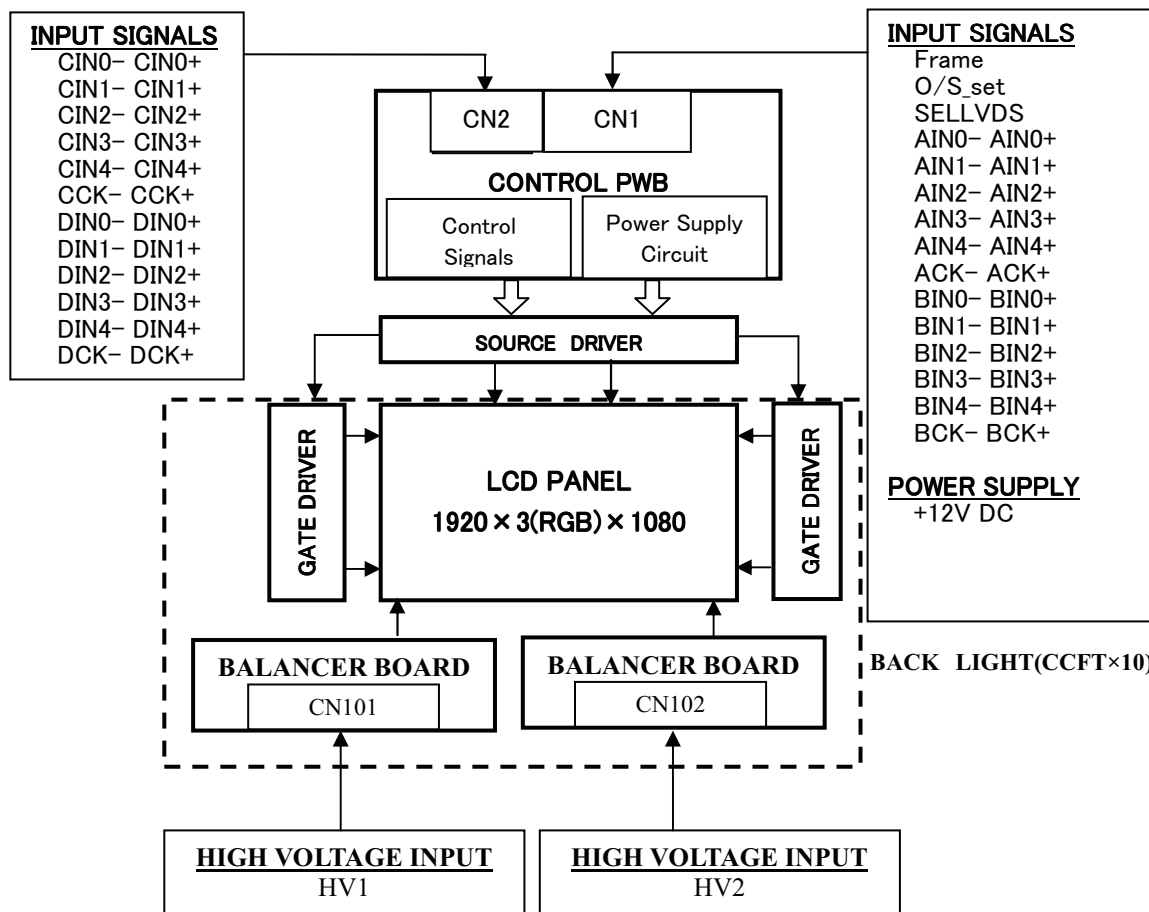 INPUT SIGNALS
CIN0- CIN0+
CIN1- CIN1+
CIN2- CIN2+
CIN3- CIN3+
CIN4- CIN4+
CCK- CCK+
DIN0- DIN0+
DIN1- DIN1+
DIN2- DIN2+
DIN3- DIN3+
DIN4- DIN4+
DCK- DCK+
CN2
CN1
CONTROL PWB
Control
Signals
Power Supply
Circuit
SOURCE DRIVER
GATE DRIVER
LCD PANEL
1920×3(RGB)×1080
GATE DRIVER
INPUT SIGNALS
Frame
O/S_set
SELLVDS
AIN0- AIN0+
AIN1- AIN1+
AIN2- AIN2+
AIN3- AIN3+
AIN4- AIN4+
ACK- ACK+
BIN0- BIN0+
BIN1- BIN1+
BIN2- BIN2+
BIN3- BIN3+
BIN4- BIN4+
BCK- BCK+
POWER SUPPLY
+12V DC
BALANCER BOARD
CN101
BALANCER BOARD
CN102
BACK LIGHT(CCFT×10)
HIGH VOLTAGE INPUT
HV1
HIGH VOLTAGE INPUT
HV2